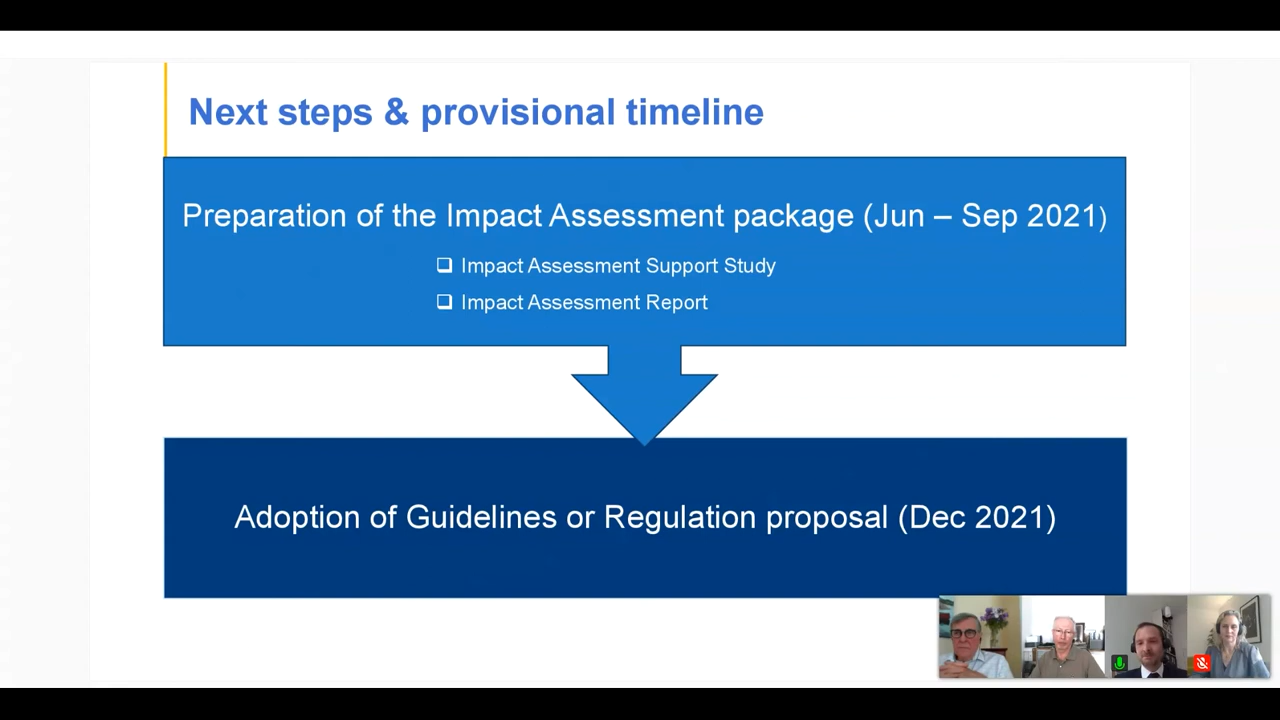 Next steps & provisional timeline
Preparation of the Impact Assessment package (Jun – Sep 2021)
❑ Impact Assessment Support Study
❑ Impact Assessment Report
Adoption of Guidelines or Regulation proposal (Dec 2021)